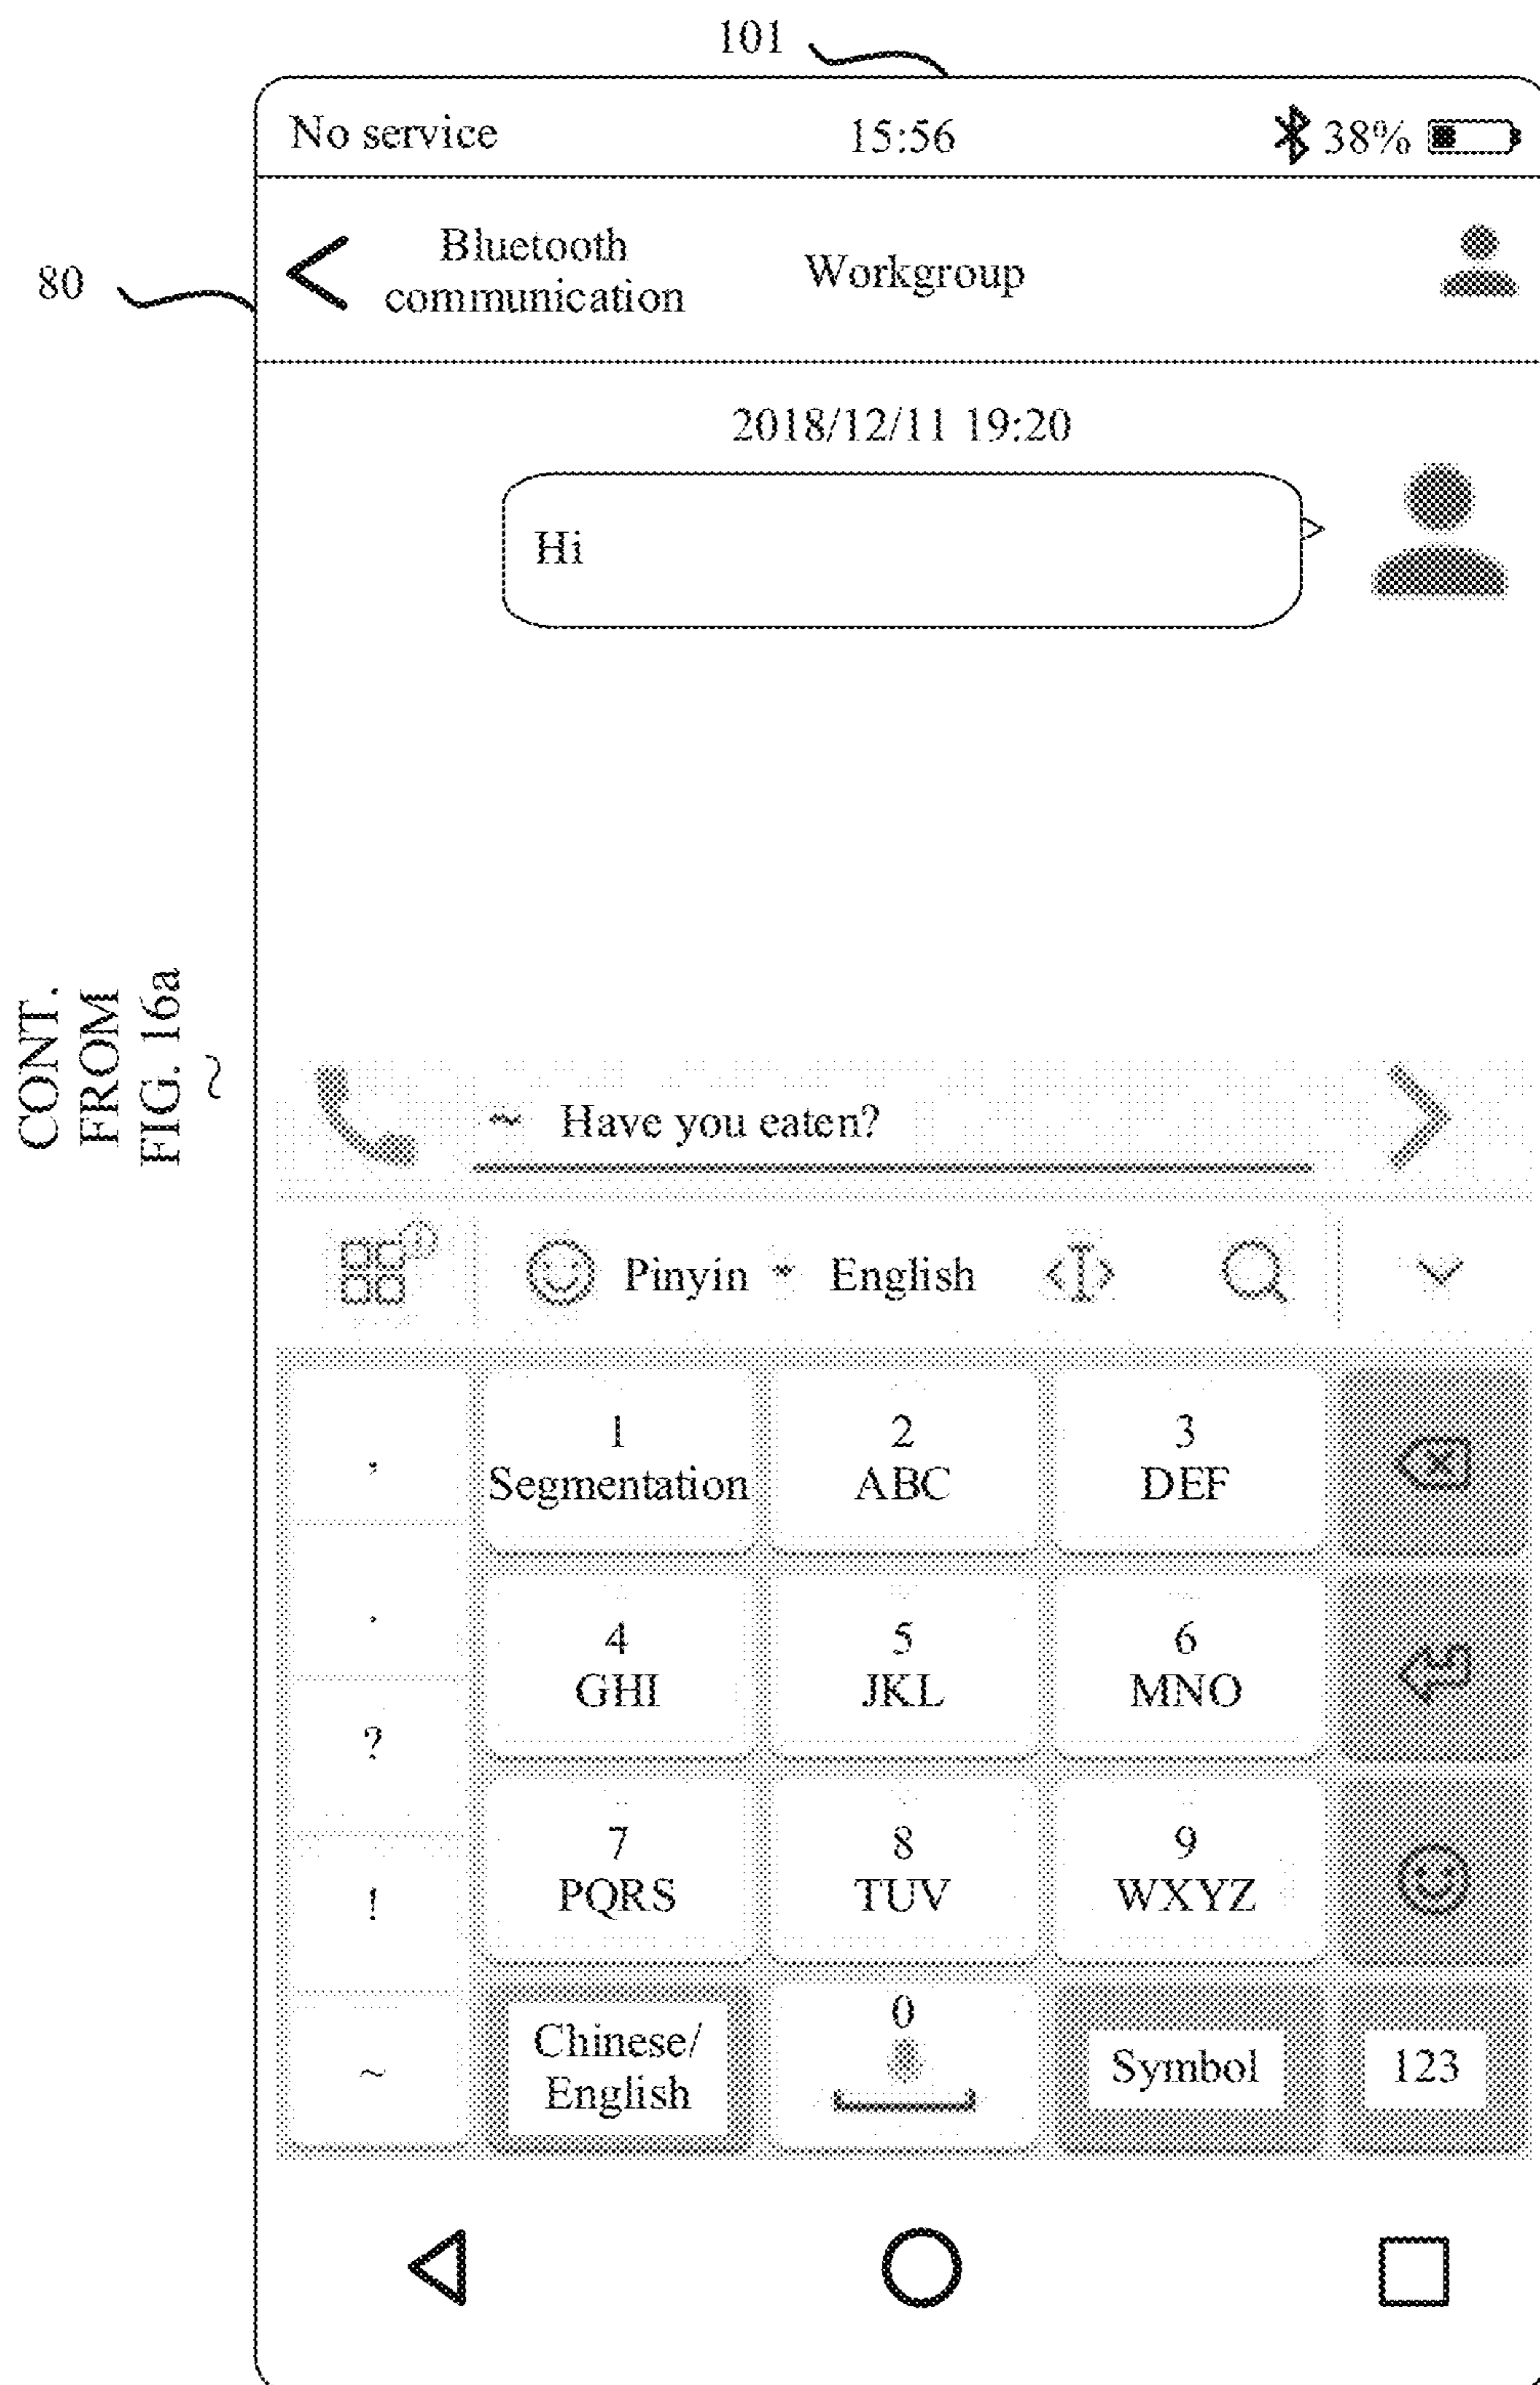 101
No service 15:56 38%
80
Bluetooth
communication
Workgroup
2018/12/11 19:20
Hi
CONT.
FROM
FIG. 16a
~
~ Have you eaten?
Pinyin English
,
1
Segmentation
2
ABC
3
DEF
.
4
GHI
5
JKL
6
MNO
?
7
PQRS
8
TUV
9
WXYZ
!
~
Chinese/
English
0
Symbol
123